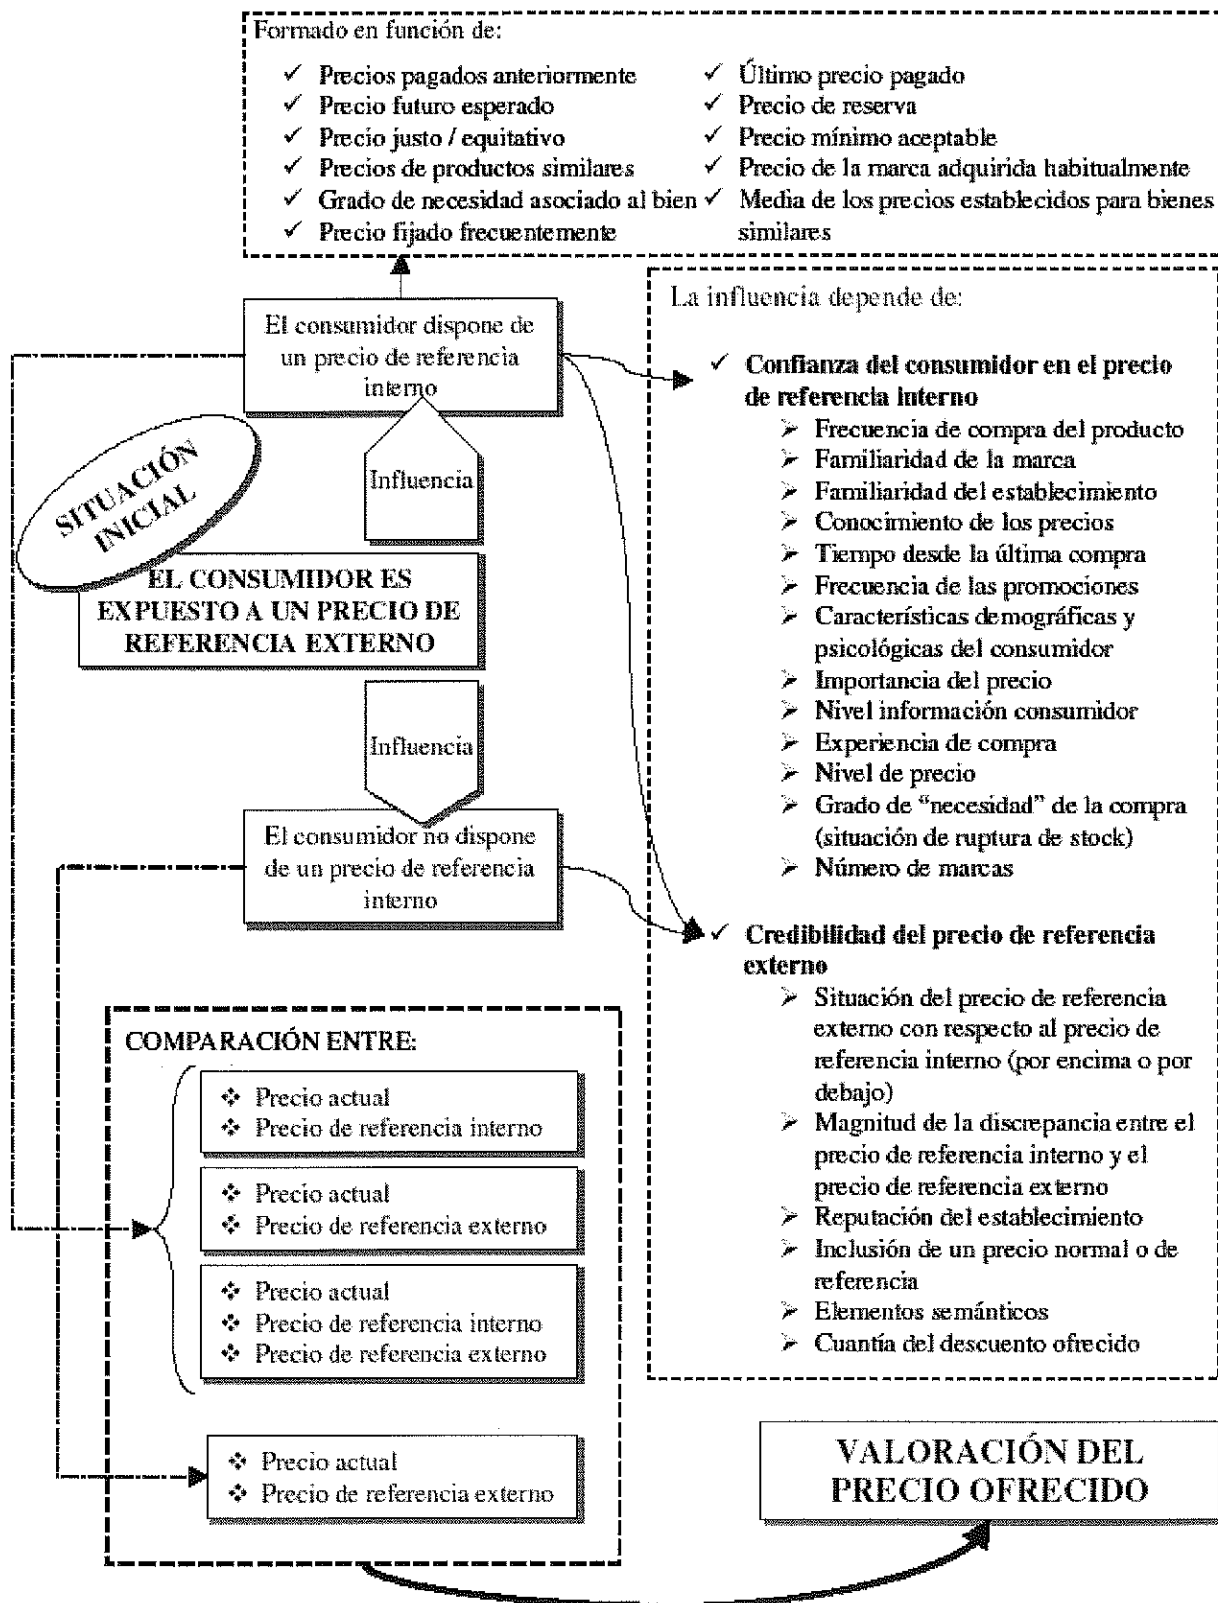 Formado en función de:
✓ Precios pagados anteriormente
✓ Precio futuro esperado
✓ Precio justo / equitativo
✓ Precios de productos similares
✓ Grado de necesidad asociado al bien
✓ Precio fijado frecuentemente
✓ Último precio pagado
✓ Precio de reserva
✓ Precio mínimo aceptable
✓ Precio de la marca adquirida habitualmente
✓ Media de los precios establecidos para bienes
similares
El consumidor dispone de
un precio de referencia
interno
Influencia
SITUACIÓN
INICIAL
EL CONSUMIDOR ES
EXPUESTO A UN PRECIO DE
REFERENCIA EXTERNO
Influencia
El consumidor no dispone
de un precio de referencia
interno
La influencia depende de:
✓ Confianza del consumidor en el precio
de referencia interno
➢ Frecuencia de compra del producto
➢ Familiaridad de la marca
➢ Familiaridad del establecimiento
➢ Conocimiento de los precios
➢ Tiempo desde la última compra
➢ Frecuencia de las promociones
➢ Características demográficas y
psicológicas del consumidor
➢ Importancia del precio
➢ Nivel información consumidor
➢ Experiencia de compra
➢ Nivel de precio
➢ Grado de “necesidad” de la compra
(situación de ruptura de stock)
➢ Número de marcas
✓ Credibilidad del precio de referencia
externo
➢ Situación del precio de referencia
externo con respecto al precio de
referencia interno (por encima o por
debajo)
➢ Magnitud de la discrepancia entre el
precio de referencia interno y el
precio de referencia externo
➢ Reputación del establecimiento
➢ Inclusión de un precio normal o de
referencia
➢ Elementos semánticos
➢ Cuantía del descuento ofrecido
COMPARACIÓN ENTRE:
❖ Precio actual
❖ Precio de referencia interno
❖ Precio actual
❖ Precio de referencia externo
❖ Precio actual
❖ Precio de referencia interno
❖ Precio de referencia externo
❖ Precio actual
❖ Precio de referencia externo
VALORACIÓN DEL
PRECIO OFRECIDO